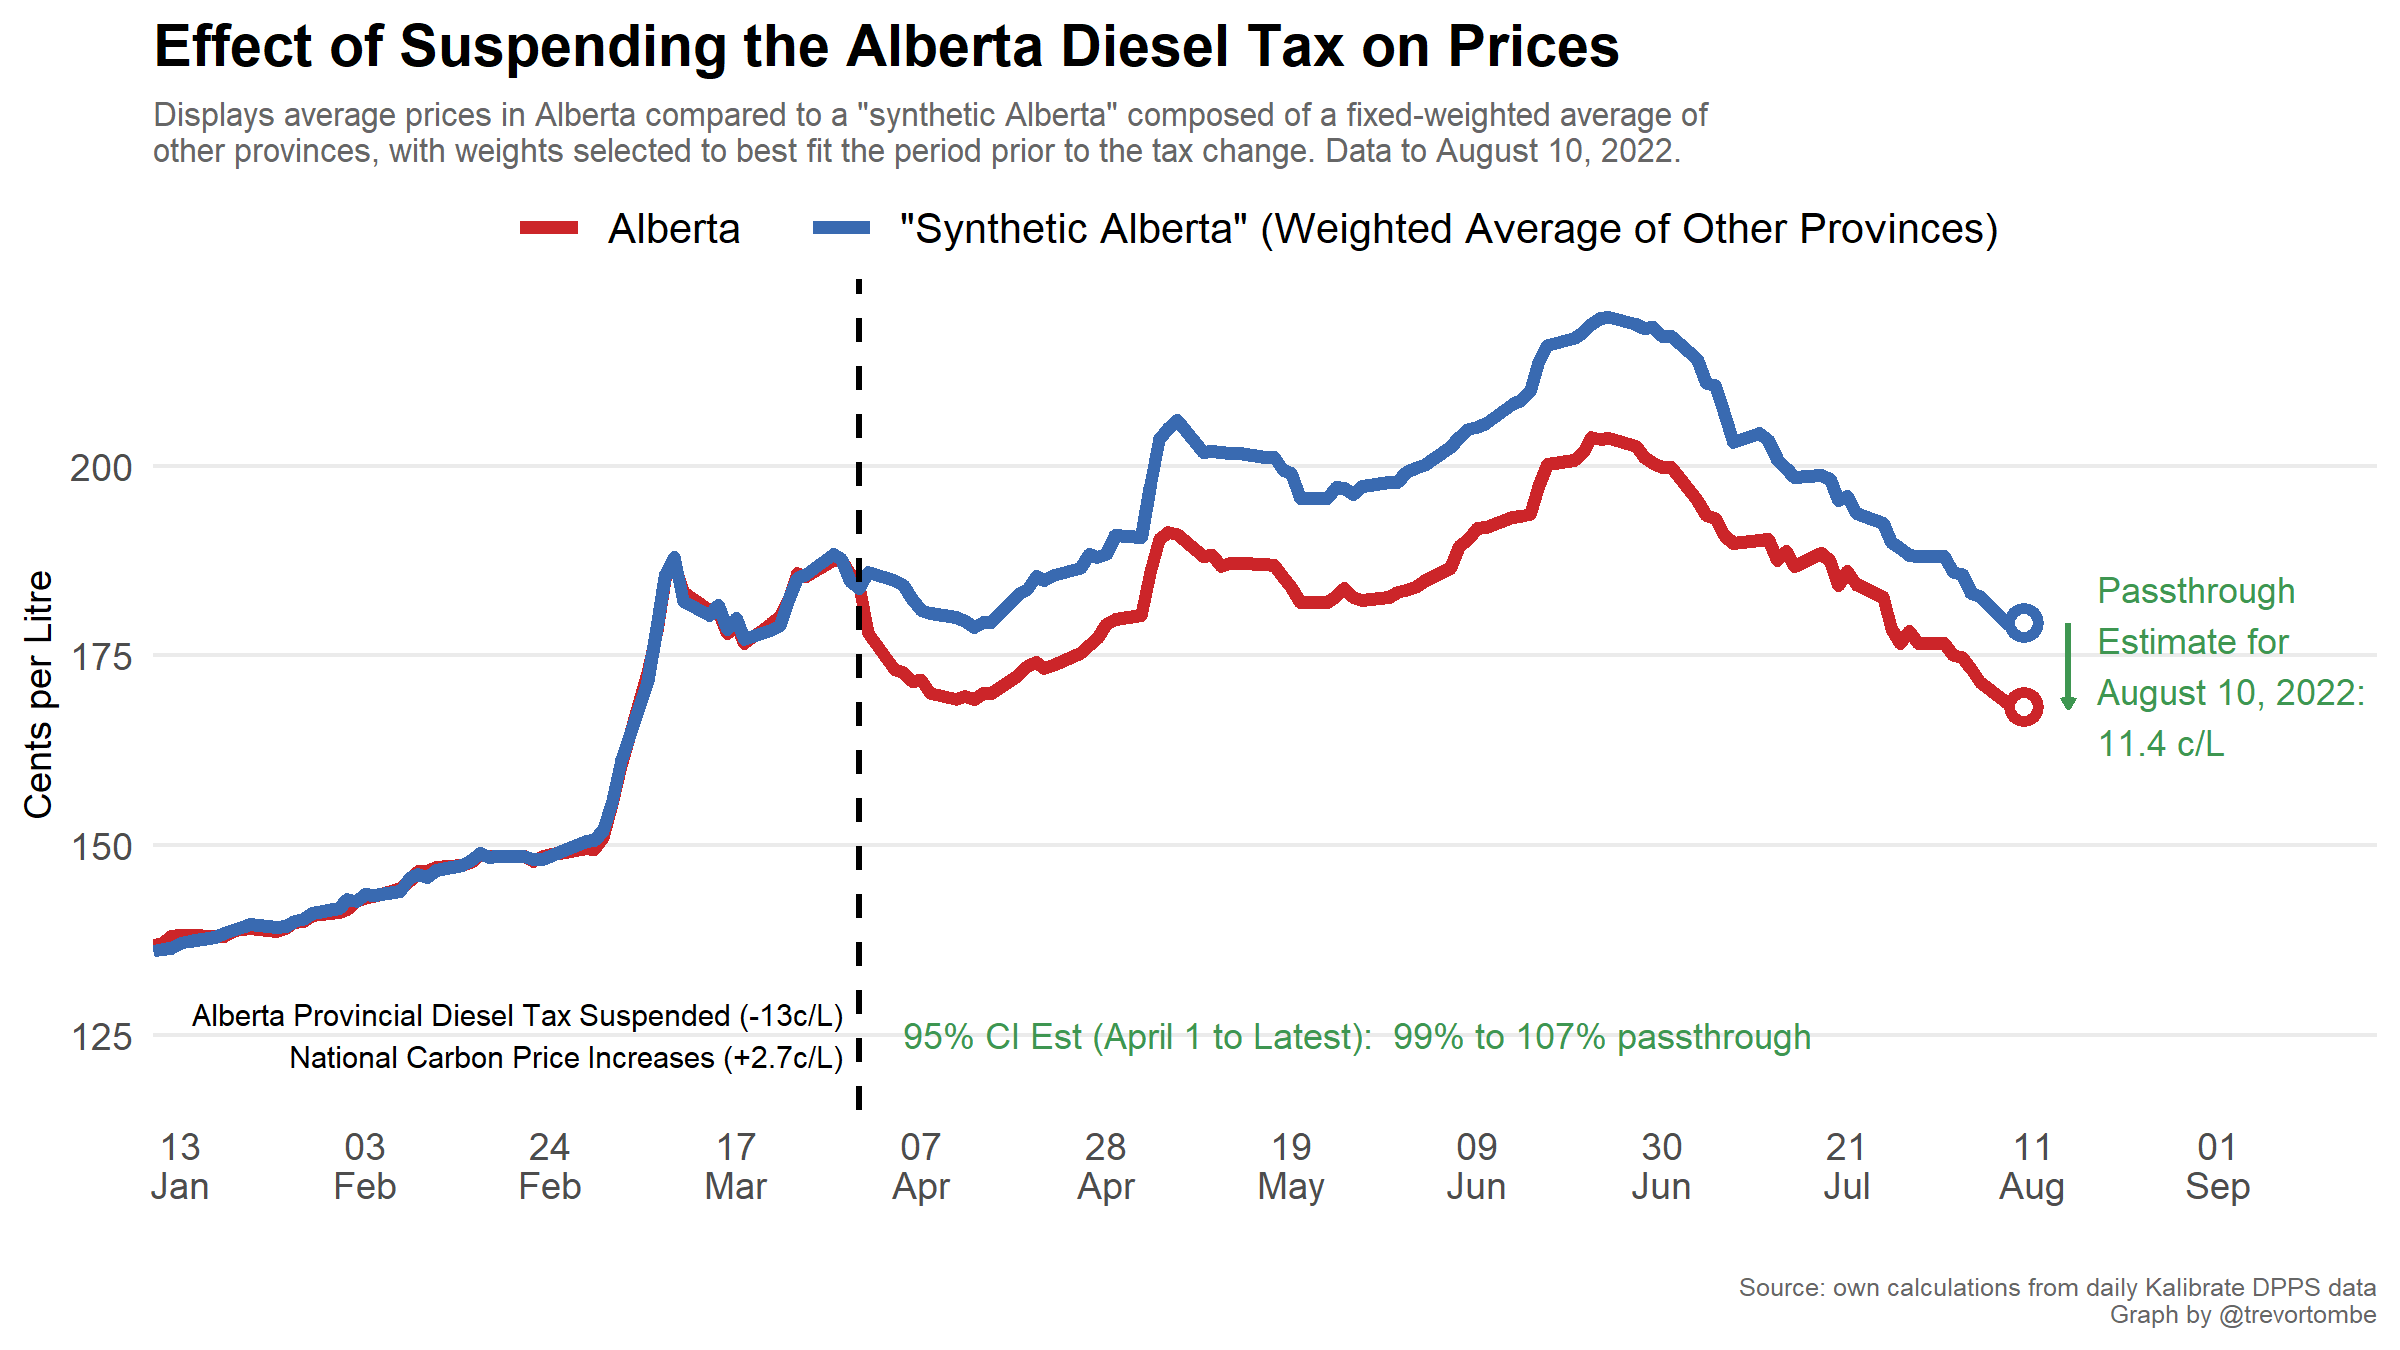 Effect of Suspending the Alberta Diesel Tax on Prices
Displays average prices in Alberta compared to a "synthetic Alberta" composed of a fixed-weighted average of
other provinces, with weights selected to best fit the period prior to the tax change. Data to August 10, 2022.
Alberta
"Synthetic Alberta" (Weighted Average of Other Provinces)
Cents per Litre
200
175
150
125
Passthrough
Estimate for
August 10, 2022:
11.4 c/L
Alberta Provincial Diesel Tax Suspended (-13c/L)
National Carbon Price Increases (+2.7c/L)
95% CI Est (April 1 to Latest):  99% to 107% passthrough
13 Jan
03 Feb
24 Feb
17 Mar
07 Apr
28 Apr
19 May
09 Jun
30 Jun
21 Jul
11 Aug
01 Sep
Source: own calculations from daily Kalibrate DPPS data
Graph by @trevortombe